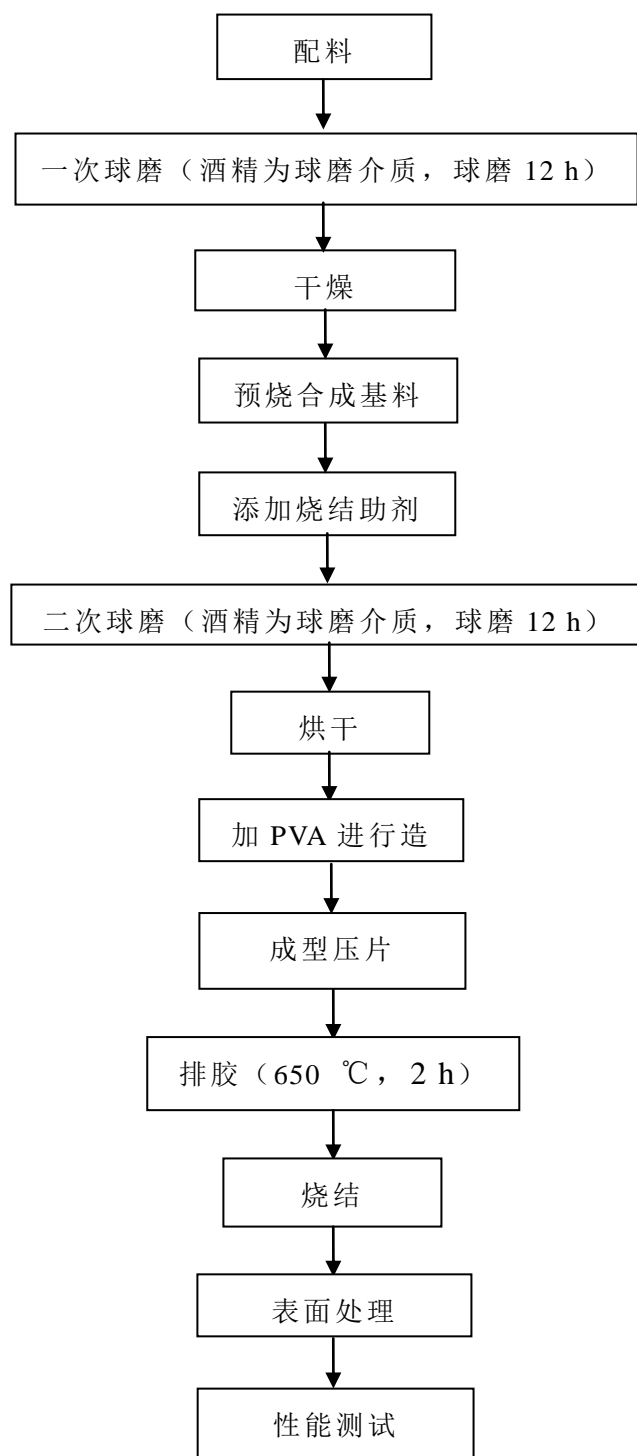 配料
一次球磨（酒精为球磨介质，球磨 12 h）
干燥
预烧合成基料
添加烧结助剂
二次球磨（酒精为球磨介质，球磨 12 h）
烘干
加 PVA 进行造
成型压片
排胶（650 ℃，2 h）
烧结
表面处理
性能测试